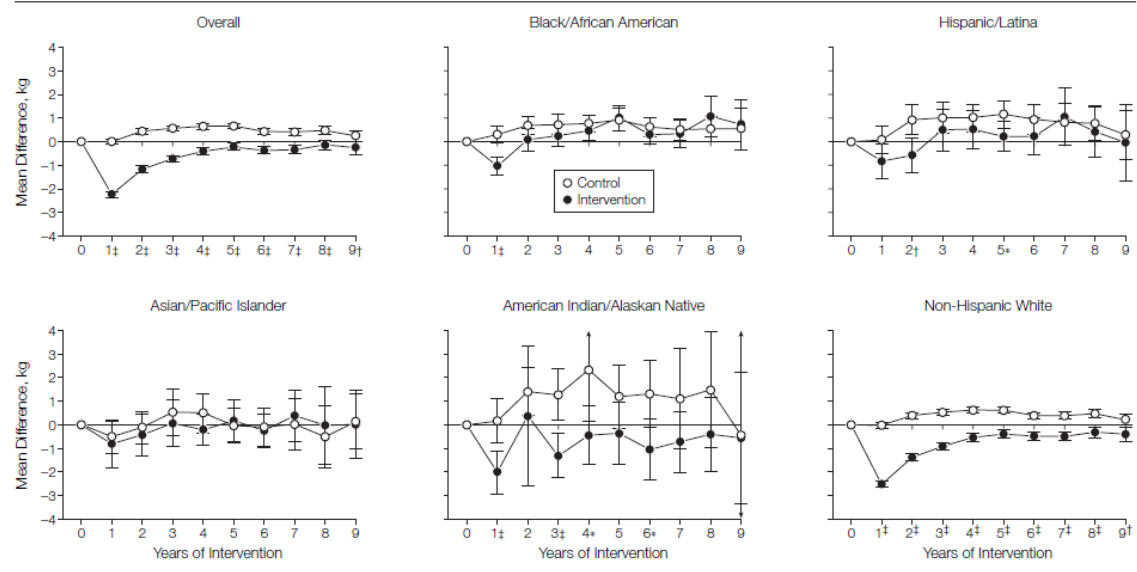 Overall
Black/African American
Hispanic/Latina
Mean Difference, kg
4
3
2
1
0
−1
−2
−3
−4
Control
Intervention
0 1‡ 2‡ 3‡ 4‡ 5‡ 6‡ 7‡ 8‡ 9†
0 1‡ 2 3 4 5 6 7 8 9
0 1 2† 3 4 5* 6 7 8 9
Asian/Pacific Islander
American Indian/Alaskan Native
Non-Hispanic White
Mean Difference, kg
4
3
2
1
0
−1
−2
−3
−4
0 1 2 3 4 5 6 7 8 9
0 1‡ 2 3‡ 4* 5 6* 7 8 9
0 1‡ 2‡ 3‡ 4‡ 5‡ 6‡ 7‡ 8‡ 9†
Years of Intervention
Years of Intervention
Years of Intervention